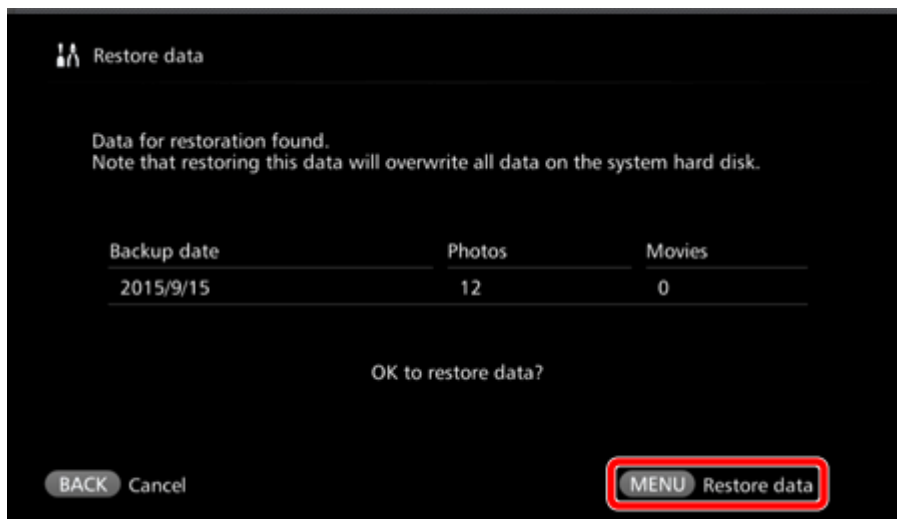 Restore data
Data for restoration found.
Note that restoring this data will overwrite all data on the system hard disk.
Backup date Photos Movies
2015/9/15 12 0
OK to restore data?
BACK Cancel MENU Restore data